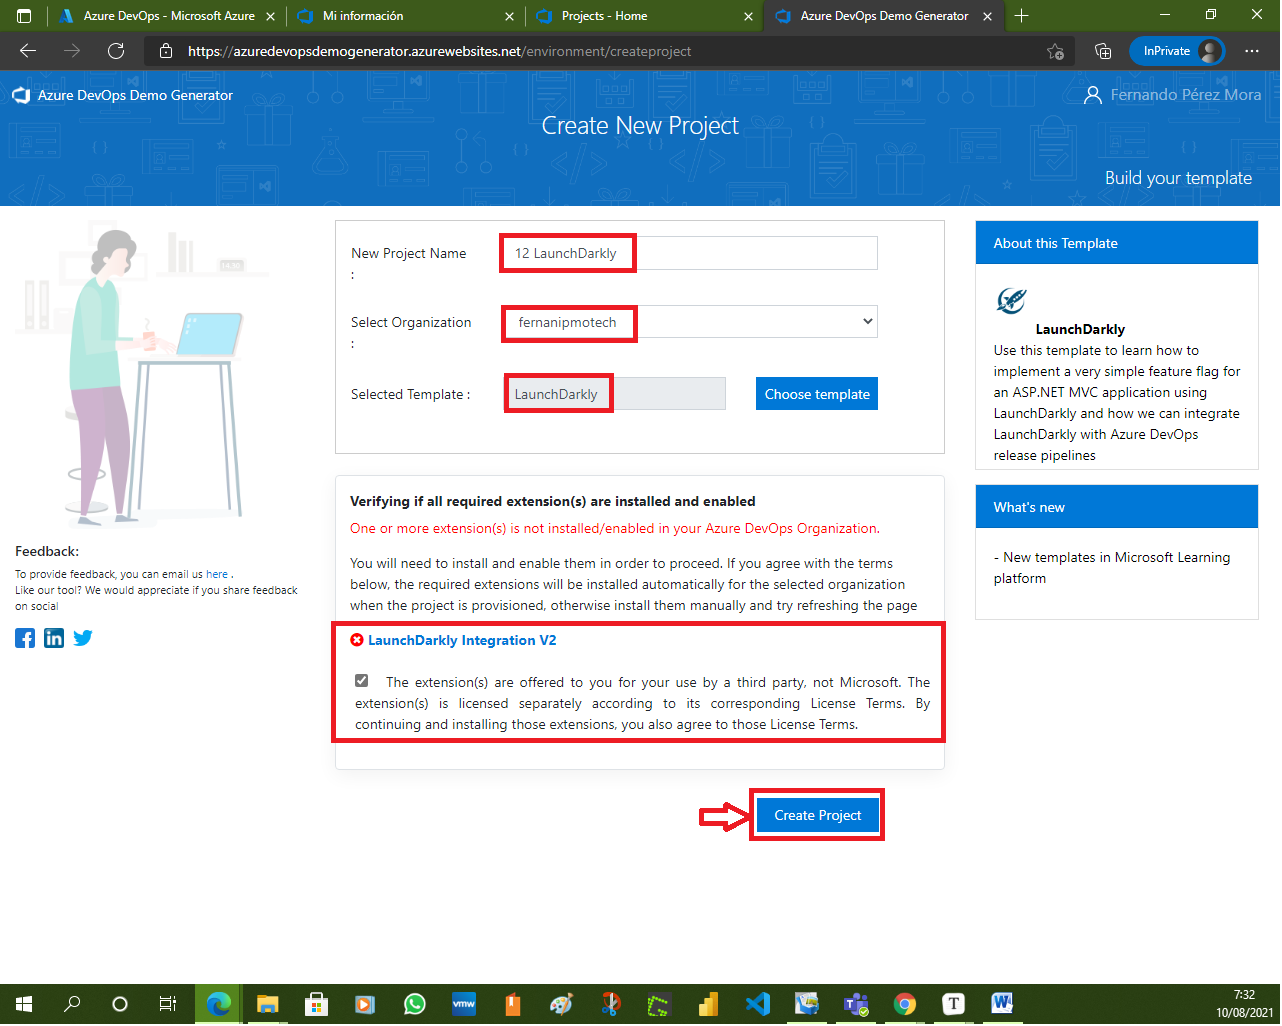 Azure DevOps - Microsoft Azure
Mi información
Projects - Home
Azure DevOps Demo Generator
https://azuredevopsdemogenerator.azurewebsites.net/environment/createproject
InPrivate
Azure DevOps Demo Generator
Fernando Pérez Mora
Create New Project
Build your template
New Project Name
:
12 LaunchDarkly
Select Organization
:
fernanipmotech
Selected Template :
LaunchDarkly
Choose template
Verifying if all required extension(s) are installed and enabled
One or more extension(s) is not installed/enabled in your Azure DevOps Organization.
You will need to install and enable them in order to proceed. If you agree with the terms
below, the required extensions will be installed automatically for the selected organization
when the project is provisioned, otherwise install them manually and try refreshing the page
LaunchDarkly Integration V2
The extension(s) are offered to you for your use by a third party, not Microsoft. The
extension(s) is licensed separately according to its corresponding License Terms. By
continuing and installing those extensions, you also agree to those License Terms.
Create Project
Feedback:
To provide feedback, you can email us here .
Like our tool? We would appreciate if you share feedback
on social
About this Template
LaunchDarkly
Use this template to learn how to
implement a very simple feature flag for
an ASP.NET MVC application using
LaunchDarkly and how we can integrate
LaunchDarkly with Azure DevOps
release pipelines
What's new
- New templates in Microsoft Learning
platform
vmw
T
W
7:32
10/08/2021